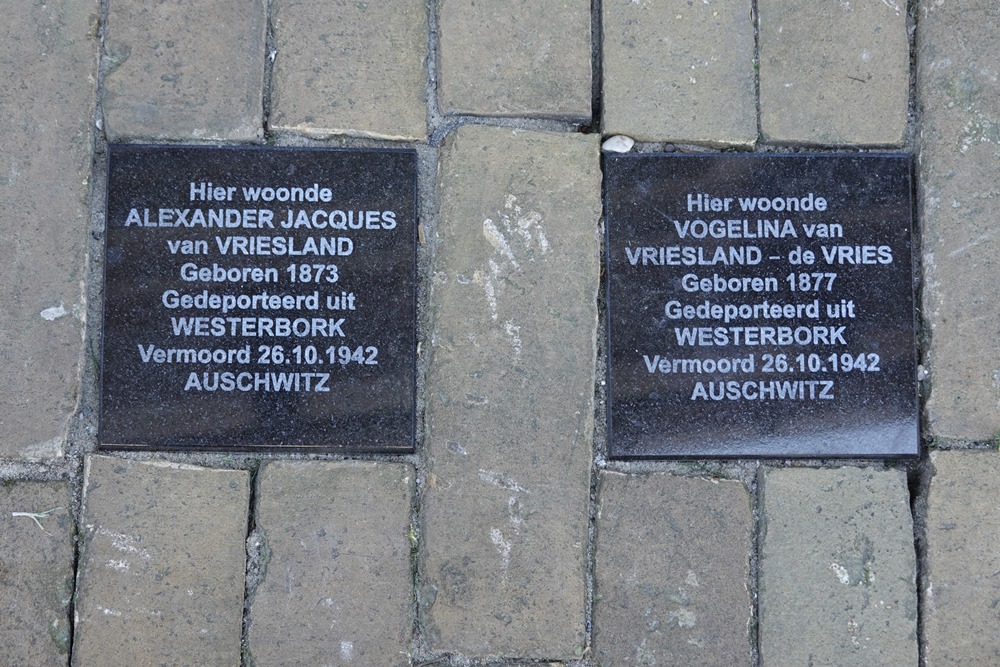 Hier woonde
ALEXANDER JACQUES
van VRIESLAND
Geboren 1873
Gedeporteerd uit
WESTERBORK
Vermoord 26.10.1942
AUSCHWITZ
Hier woonde
VOGELINA van
VRIESLAND – de VRIES
Geboren 1877
Gedeporteerd uit
WESTERBORK
Vermoord 26.10.1942
AUSCHWITZ